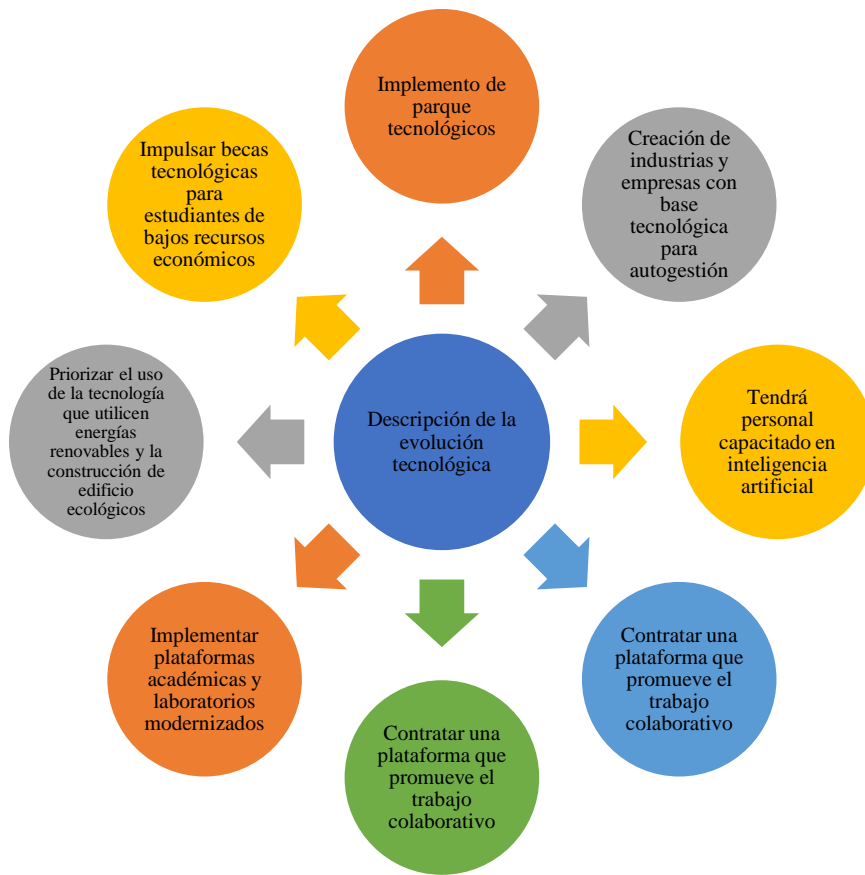 Implemento de
parque
tecnológicos
Creación de
industrias y
empresas con
base
tecnológica
para
autogestión
Tendrá
personal
capacitado en
inteligencia
artificial
Contratar una
plataforma que
promueve el
trabajo
colaborativo
Contratar una
plataforma que
promueve el
trabajo
colaborativo
Implementar
plataformas
académicas y
laboratorios
modernizados
Priorizar el uso
de la tecnología
que utilicen
energías
renovables y la
construcción de
edificio
ecológicos
Impulsar becas
tecnológicas
para
estudiantes de
bajos recursos
económicos
Descripción de la
evolución
tecnológica